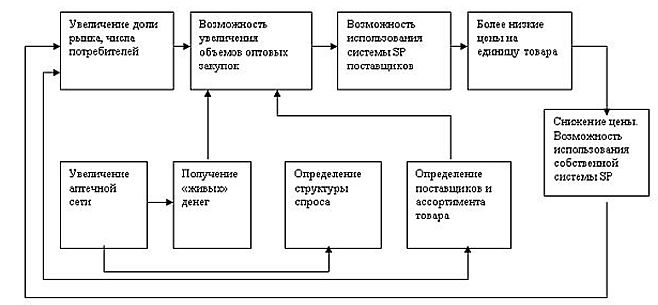 Увеличение доли
рынка, числа
потребителей
Возможность
увеличения
объемов оптовых
закупок
Возможность
использования
системы SP
поставщиков
Более низкие
цены на
единицу товара
Снижение цены.
Возможность
использования
собственной
системы SP
Увеличение
аптечной
сети
Получение
«живых»
денег
Определение
структуры
спроса
Определение
поставщиков и
ассортимента
товара